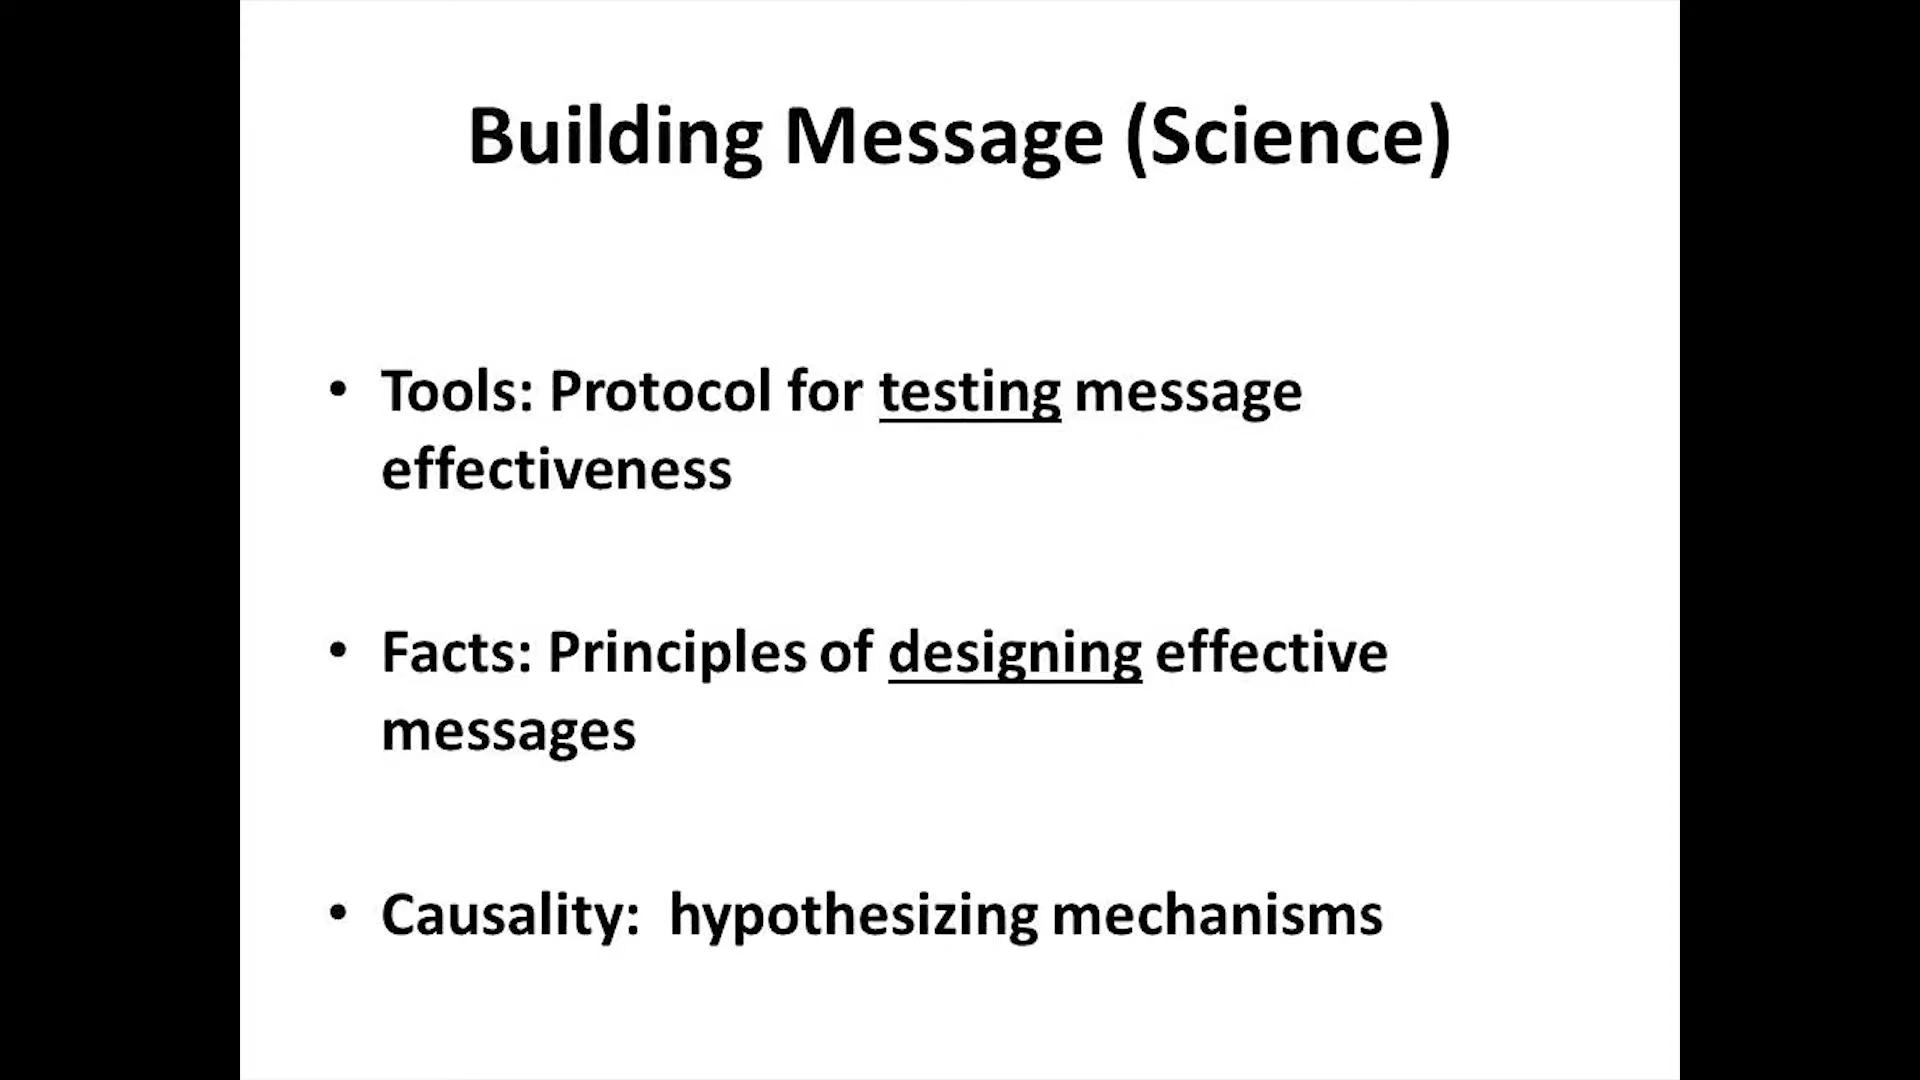 Building Message (Science)
• Tools: Protocol for testing message
effectiveness
• Facts: Principles of designing effective
messages
• Causality:  hypothesizing mechanisms